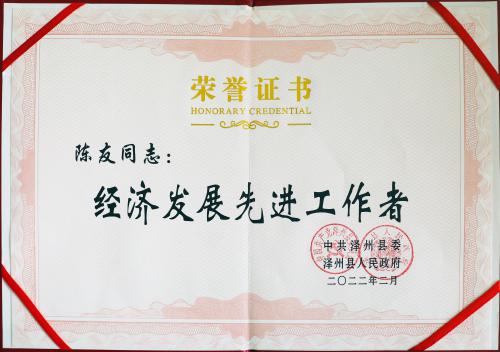 荣誉证书
HONORARY CREDENTIAL
陈友同志：
经济发展先进工作者
中共泽州县委
泽州县人民政府
二〇二二年二月